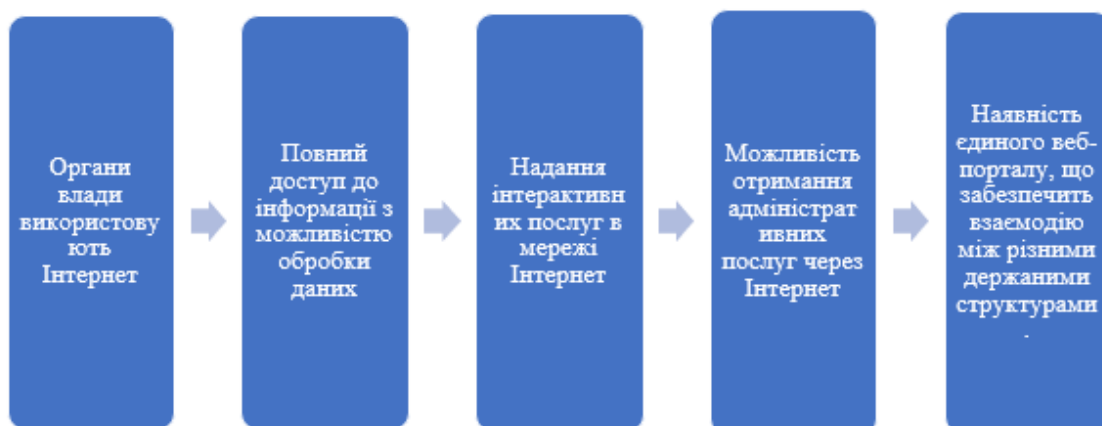 Органи
влади
використову
ють
Інтернет
Повний
доступ до
інформації з
можливістю
обробки
даних
Надання
інтерактивн
их послуг в
мережі
Інтернет
Можливість
отримання
адміністрат
ивних
послуг через
Інтернет
Наявність
єдиного веб-
порталу, що
забезпечить
взаємодію
між різними
держаними
структурами
.